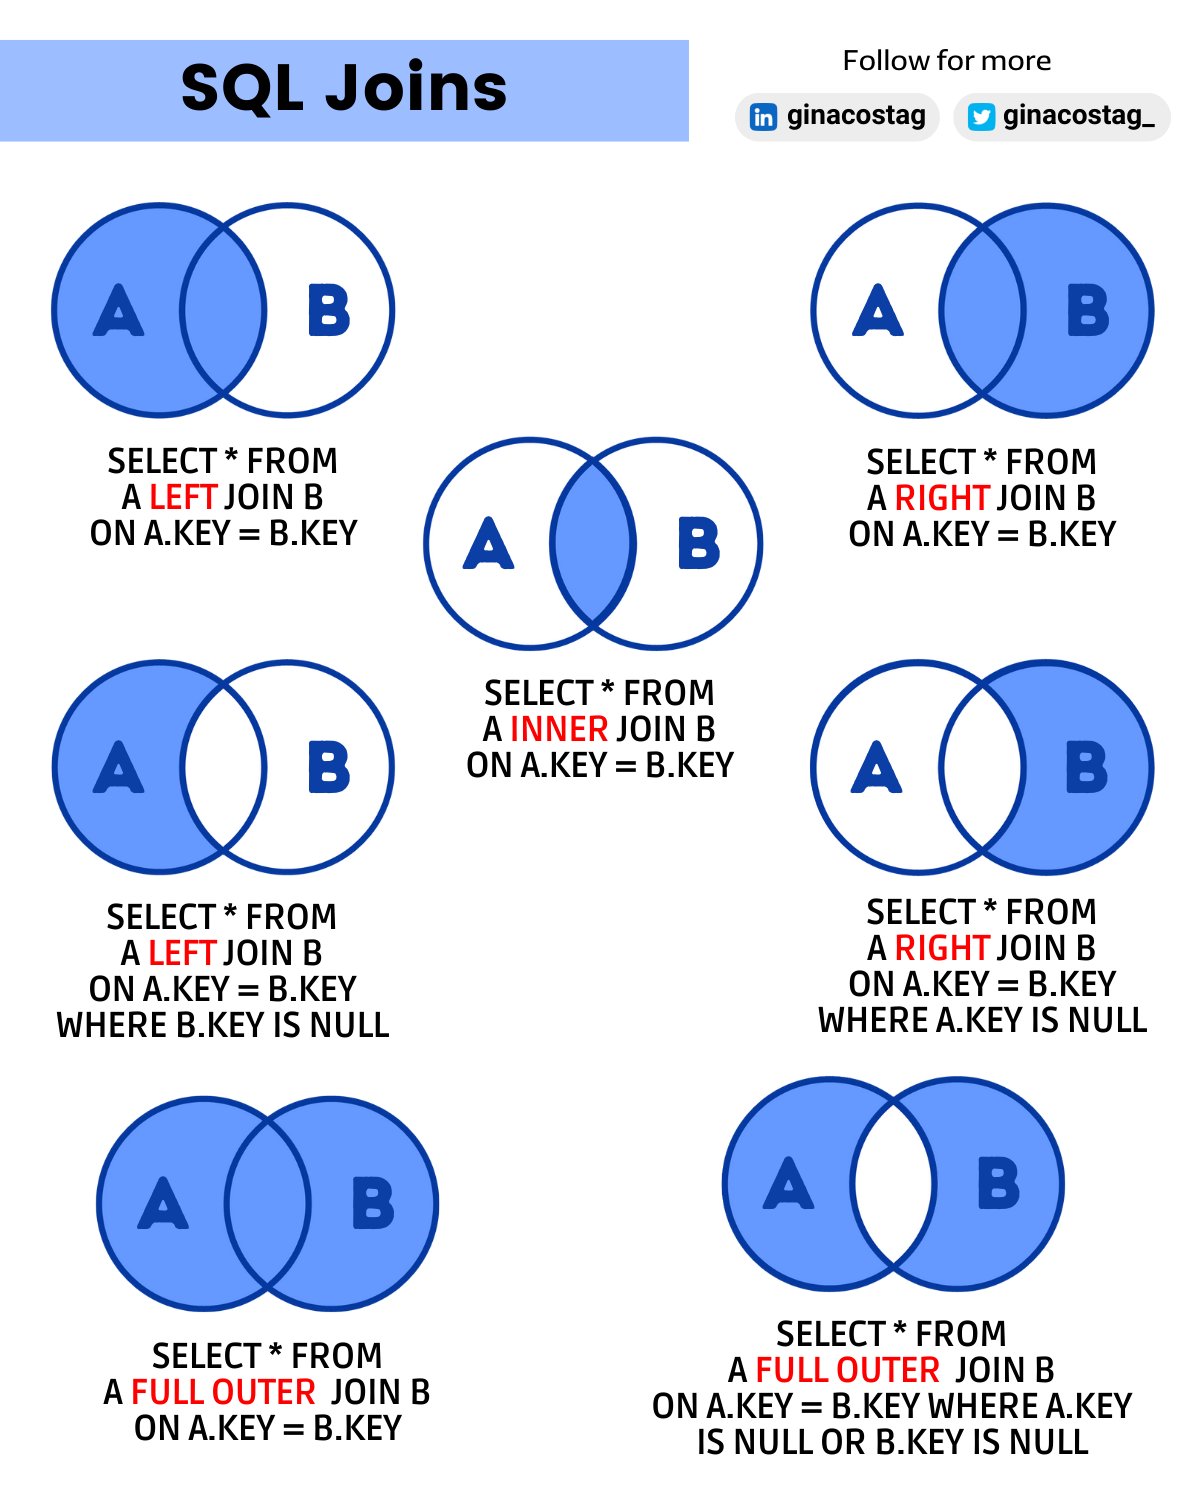 SQL Joins
Follow for more
ginacostag
ginacostag_
A
B
SELECT * FROM
A LEFT JOIN B
ON A.KEY = B.KEY
A
B
SELECT * FROM
A RIGHT JOIN B
ON A.KEY = B.KEY
A
B
SELECT * FROM
A INNER JOIN B
ON A.KEY = B.KEY
A
B
SELECT * FROM
A LEFT JOIN B
ON A.KEY = B.KEY
WHERE B.KEY IS NULL
A
B
SELECT * FROM
A RIGHT JOIN B
ON A.KEY = B.KEY
WHERE A.KEY IS NULL
A
B
SELECT * FROM
A FULL OUTER JOIN B
ON A.KEY = B.KEY
A
B
SELECT * FROM
A FULL OUTER JOIN B
ON A.KEY = B.KEY WHERE A.KEY
IS NULL OR B.KEY IS NULL